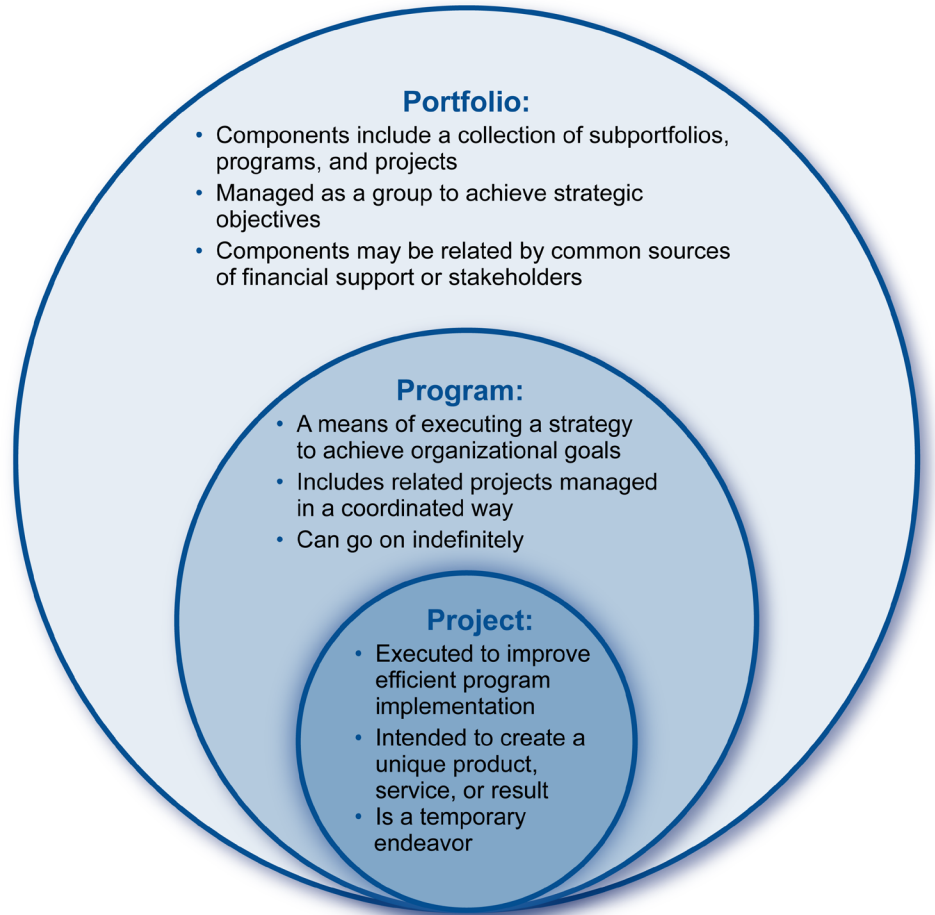 Portfolio:
• Components include a collection of subportfolios,
programs, and projects
• Managed as a group to achieve strategic
objectives
• Components may be related by common sources
of financial support or stakeholders
Program:
• A means of executing a strategy
to achieve organizational goals
• Includes related projects managed
in a coordinated way
• Can go on indefinitely
Project:
• Executed to improve
efficient program
implementation
• Intended to create a
unique product,
service, or result
• Is a temporary
endeavor